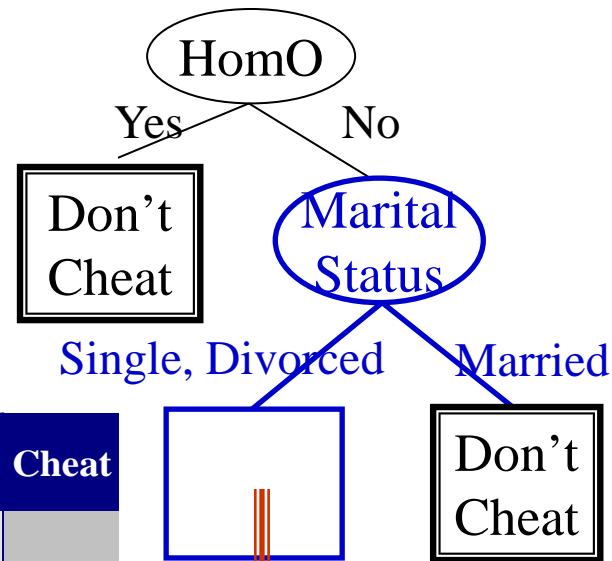 HomO
Yes
No
Don't
Cheat
Marital
Status
Single, Divorced
Married
Cheat
Don't
Cheat